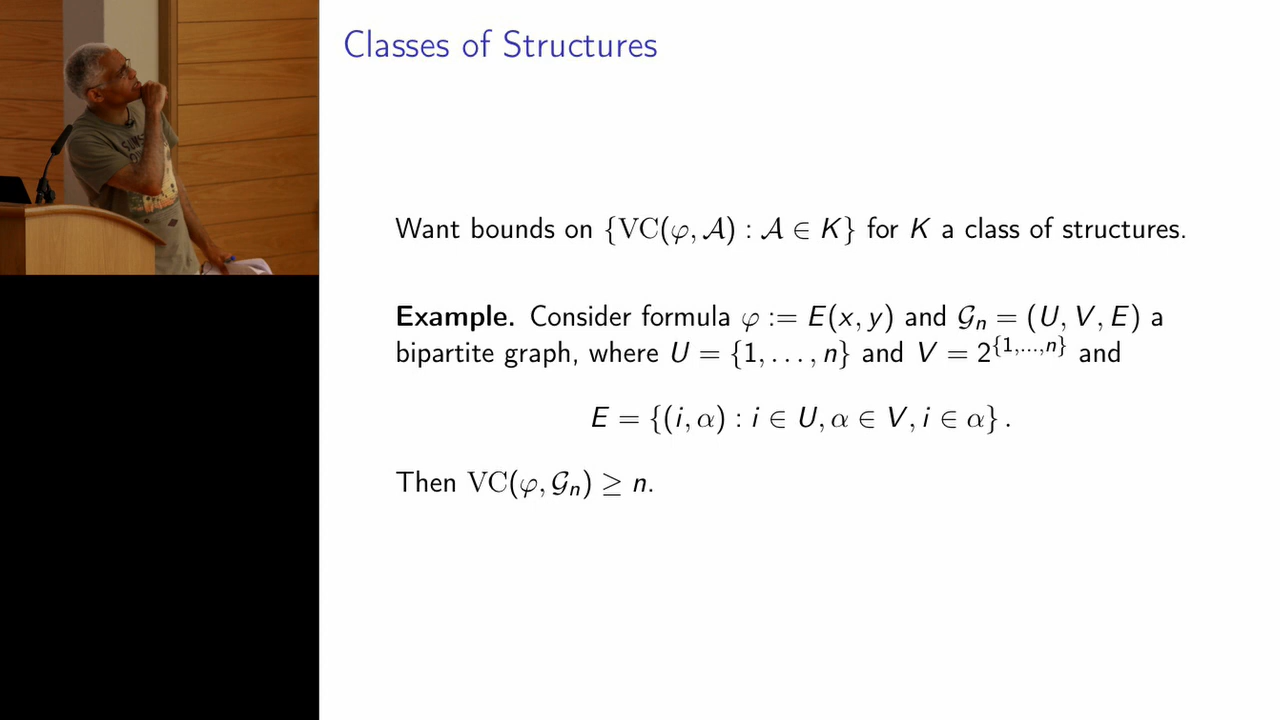 Classes of Structures
Want bounds on {VC(φ, 𝒜) : 𝒜 ∈ K} for K a class of structures.
Example. Consider formula φ := E(x, y) and 𝒢ₙ = (U, V, E) a
bipartite graph, where U = {1, . . . , n} and V = 2^{1,...,n} and
E = {(i, α) : i ∈ U, α ∈ V, i ∈ α} .
Then VC(φ, 𝒢ₙ) ≥ n.